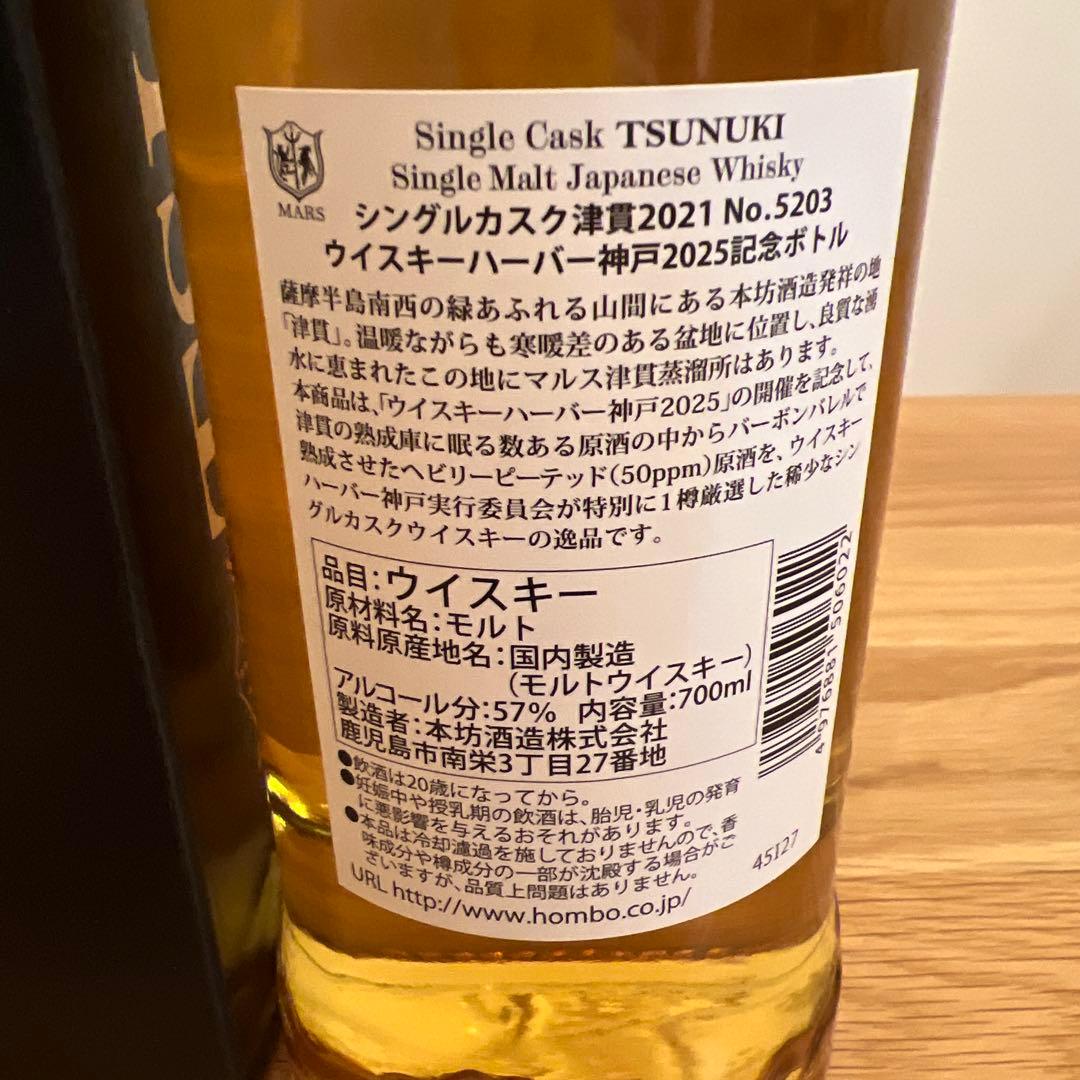 MARS
Single Cask TSUNUKI
Single Malt Japanese Whisky
シングルカスク津貫2021 No.5203
ウイスキーハーバー神戸2025記念ボトル
薩摩半島南西の緑あふれる山間にある本坊酒造発祥の地
「津貫」。温暖ながらも寒暖差のある盆地に位置し、良質な湧
水に恵まれたこの地にマルス津貫蒸溜所はあります。
本商品は、「ウイスキーハーバー神戸2025」の開催を記念して、
津貫の熟成庫に眠る数ある原酒の中からバーボンバレルで
熟成させたヘビリーピーテッド(50ppm)原酒を、ウイスキー
ハーバー神戸実行委員会が特別に1樽厳選した稀少なシン
グルカスクウイスキーの逸品です。
品目:ウイスキー
原材料名:モルト
原料原産地名:国内製造
(モルトウイスキー)
アルコール分:57% 内容量:700ml
製造者:本坊酒造株式会社
鹿児島市南栄3丁目27番地
●飲酒は20歳になってから。
●妊娠中や授乳期の飲酒は、胎児・乳児の発育
に悪影響を与えるおそれがあります。
●本品は冷却濾過を施しておりませんので、香
味成分や樽成分の一部が沈殿する場合がご
ざいますが、品質上問題はありません。
URL http://www.hombo.co.jp/
45127
4976881506022